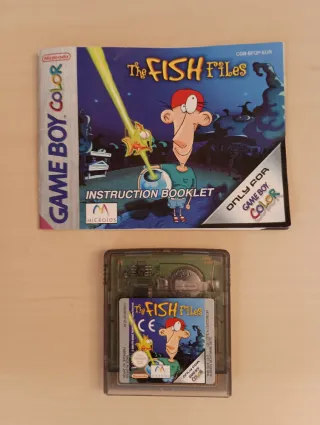 CGB-BFQP-EUR
Nintendo
GAME BOY COLOR
The FISH Files
INSTRUCTION BOOKLET
MICROIDS
ONLY FOR
GAME BOY
COLOR
The FISH Files
CE